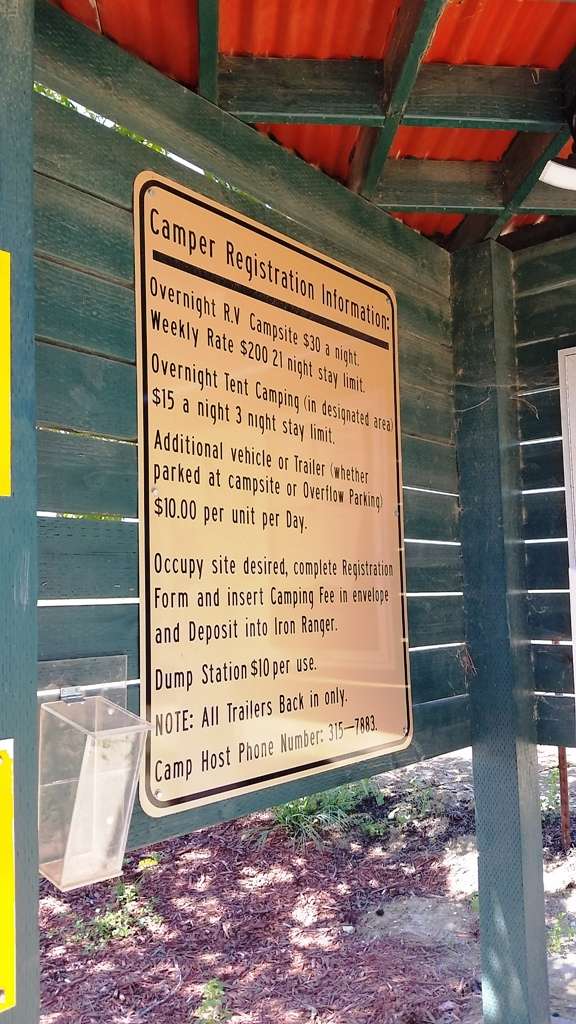 Camper Registration Information:
Overnight R.V Campsite $30 a night.
Weekly Rate $200 21 night stay limit.
Overnight Tent Camping (in designated area)
$15 a night 3 night stay limit.
Additional vehicle or Trailer (whether
parked at campsite or Overflow Parking)
$10.00 per unit per Day.
Occupy site desired, complete Registration
Form and insert Camping Fee in envelope
and Deposit into Iron Ranger.
Dump Station $10 per use.
NOTE: All Trailers Back in only.
Camp Host Phone Number: 315-7883.